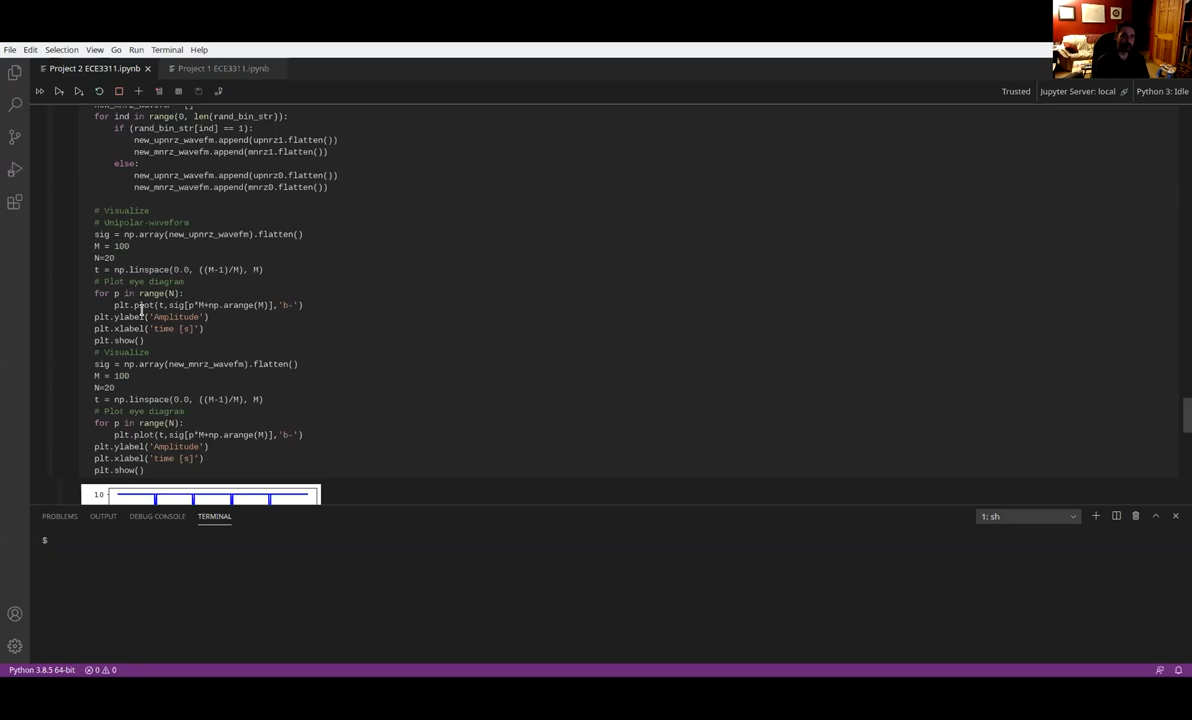 File Edit Selection View Go Run Terminal Help
Project 2 ECE3311.ipynb Project 1 ECE3311.ipynb
Trusted Jupyter Server: local Python 3: Idle
new_mnrz_wavefm = []
for ind in range(0, len(rand_bin_str)):
if (rand_bin_str[ind] == 1):
new_upnrz_wavefm.append(upnrz1.flatten())
new_mnrz_wavefm.append(mnrz1.flatten())
else:
new_upnrz_wavefm.append(upnrz0.flatten())
new_mnrz_wavefm.append(mnrz0.flatten())
# Visualize
# Unipolar-waveform
sig = np.array(new_upnrz_wavefm).flatten()
M = 100
N=20
t = np.linspace(0.0, ((M-1)/M), M)
# Plot eye diagram
for p in range(N):
plt.plot(t,sig[p*M+np.arange(M)],'b-')
plt.ylabel('Amplitude')
plt.xlabel('time [s]')
plt.show()
# Visualize
sig = np.array(new_mnrz_wavefm).flatten()
M = 100
N=20
t = np.linspace(0.0, ((M-1)/M), M)
# Plot eye diagram
for p in range(N):
plt.plot(t,sig[p*M+np.arange(M)],'b-')
plt.ylabel('Amplitude')
plt.xlabel('time [s]')
plt.show()
1.0
PROBLEMS OUTPUT DEBUG CONSOLE TERMINAL 1: sh
$
Python 3.8.5 64-bit 0 0